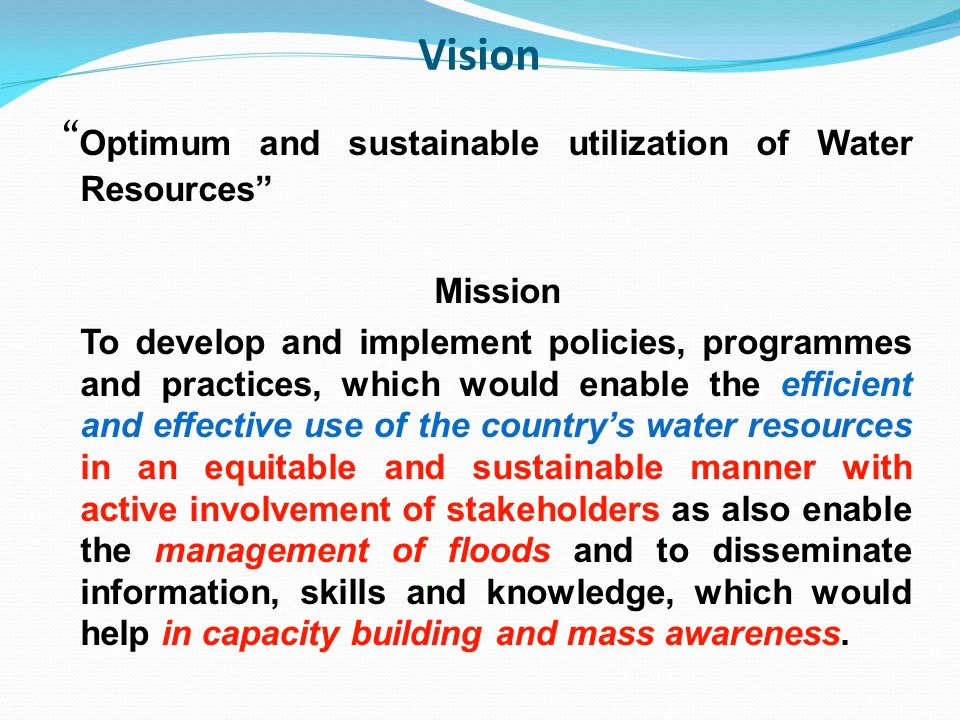 Vision
“Optimum and sustainable utilization of Water
Resources”
Mission
To develop and implement policies, programmes
and practices, which would enable the efficient
and effective use of the country’s water resources
in an equitable and sustainable manner with
active involvement of stakeholders as also enable
the management of floods and to disseminate
information, skills and knowledge, which would
help in capacity building and mass awareness.